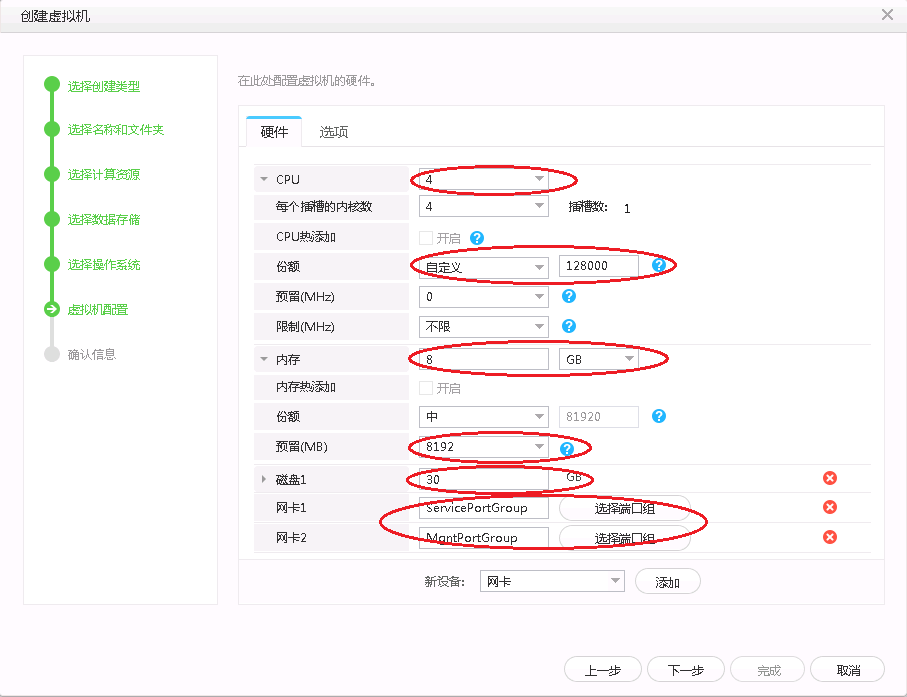 创建虚拟机
选择创建类型
选择名称和文件夹
选择计算资源
选择数据存储
选择操作系统
虚拟机配置
确认信息
在此处配置虚拟机的硬件。
硬件 选项
CPU 4
每个插槽的内核数 4 插槽数: 1
CPU热添加 开启 ?
份额 自定义 128000 ?
预留(MHz) 0 ?
限制(MHz) 不限 ?
内存 8 GB
内存热添加 开启
份额 中 81920 ?
预留(MB) 8192 ?
磁盘1 30 GB
网卡1 ServicePortGroup 选择端口组
网卡2 MgntPortGroup 选择端口组
新设备: 网卡 添加
上一步 下一步 完成 取消